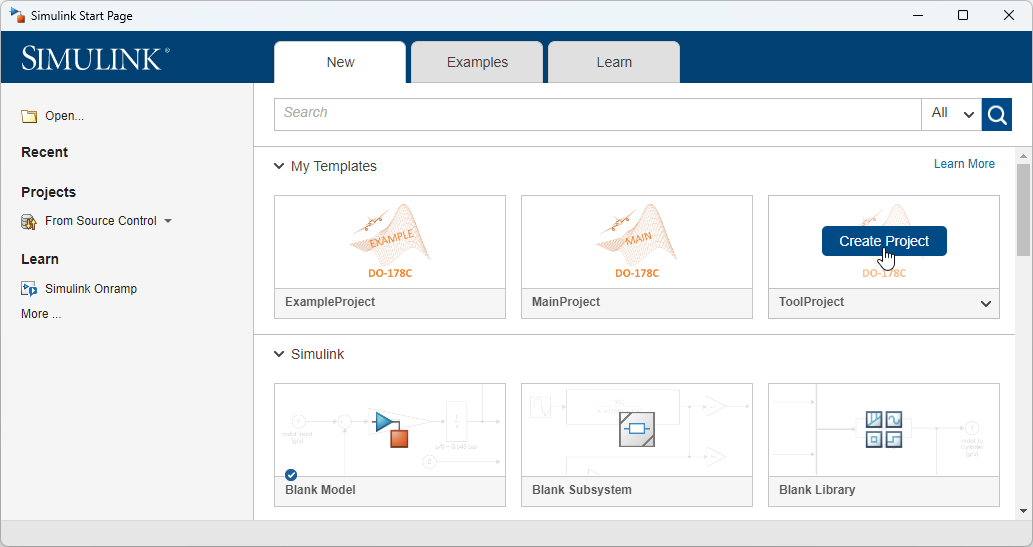 Simulink Start Page
SIMULINK®
New
Examples
Learn
Open...
Recent
Projects
From Source Control
Learn
Simulink Onramp
More ...
Search
All
My Templates
Learn More
EXAMPLE
DO-178C
ExampleProject
MAIN
DO-178C
MainProject
Create Project
DO-178C
ToolProject
Simulink
Blank Model
Blank Subsystem
Blank Library